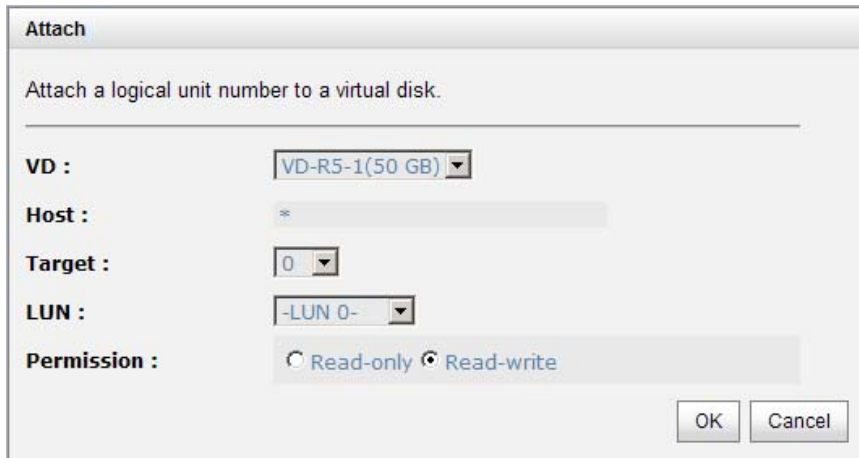 Attach
Attach a logical unit number to a virtual disk.
VD : VD-R5-1(50 GB)
Host : *
Target : 0
LUN : -LUN 0-
Permission : Read-only Read-write
OK Cancel